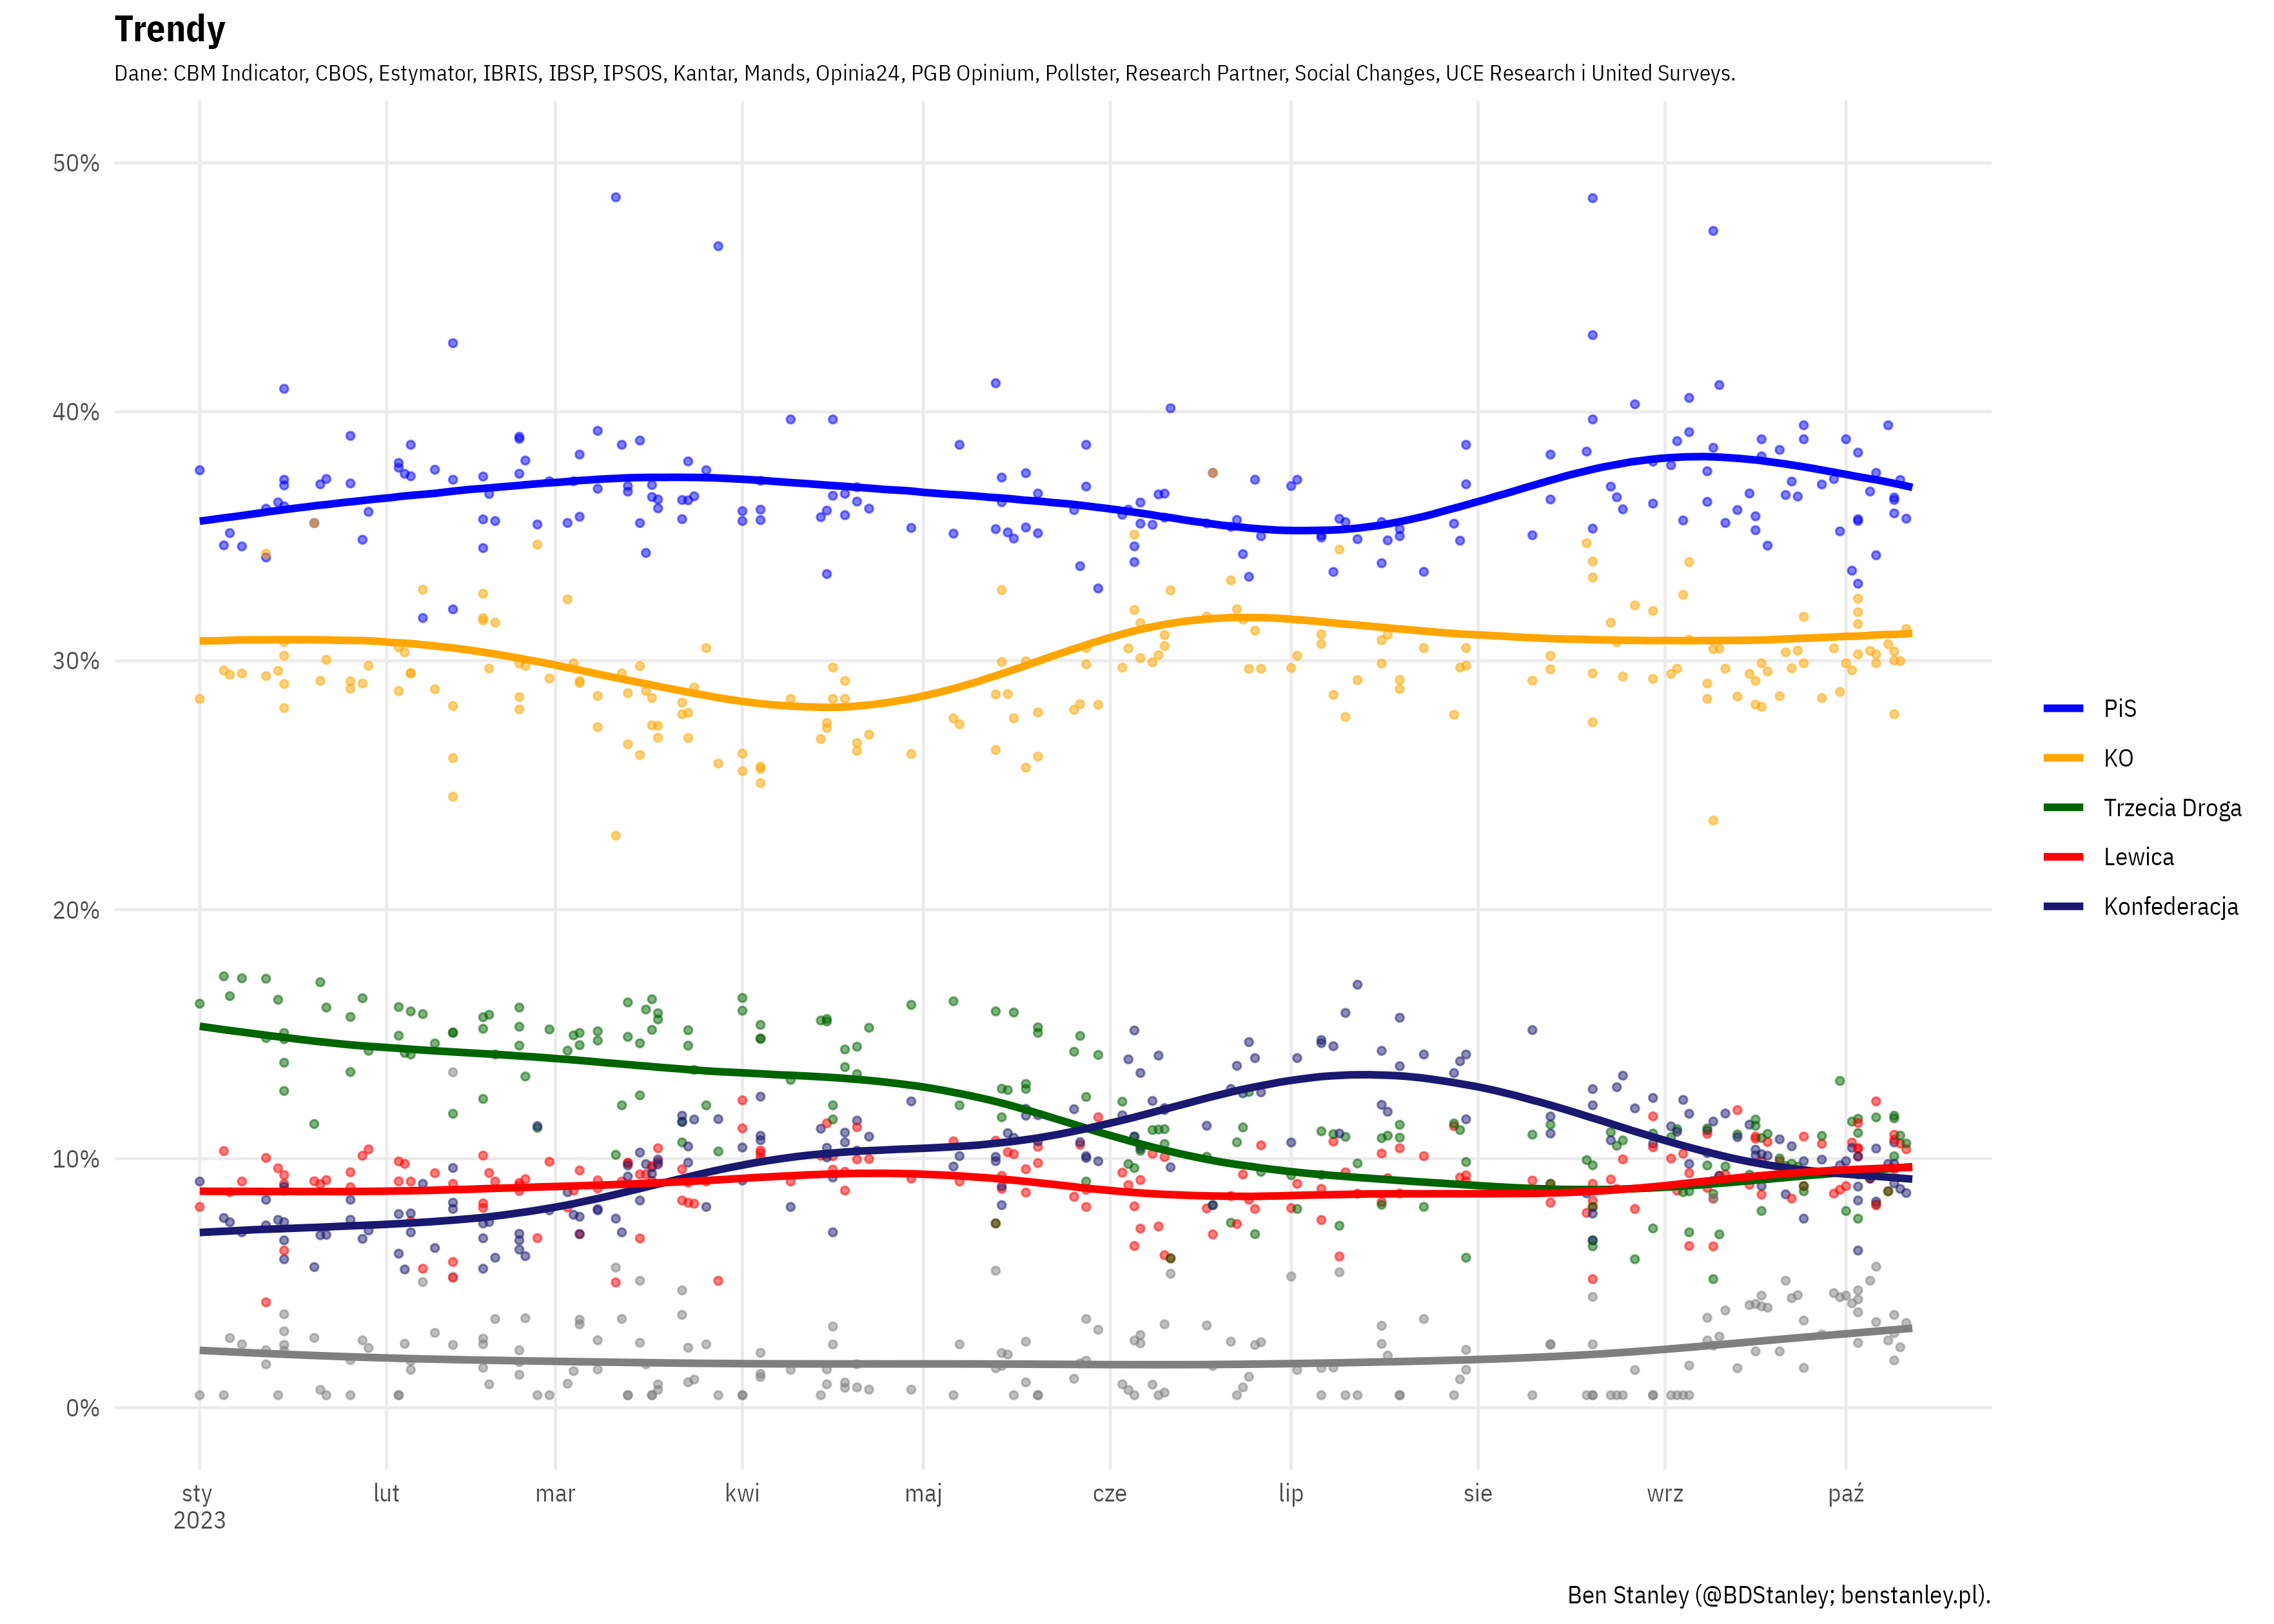 Trendy
Dane: CBM Indicator, CBOS, Estymator, IBRIS, IBSP, IPSOS, Kantar, Mands, Opinia24, PGB Opinium, Pollster, Research Partner, Social Changes, UCE Research i United Surveys.
50%
40%
30%
20%
10%
0%
PiS
KO
Trzecia Droga
Lewica
Konfederacja
sty lut mar kwi maj cze lip sie wrz paź
2023
Ben Stanley (@BDStanley; benstanley.pl).